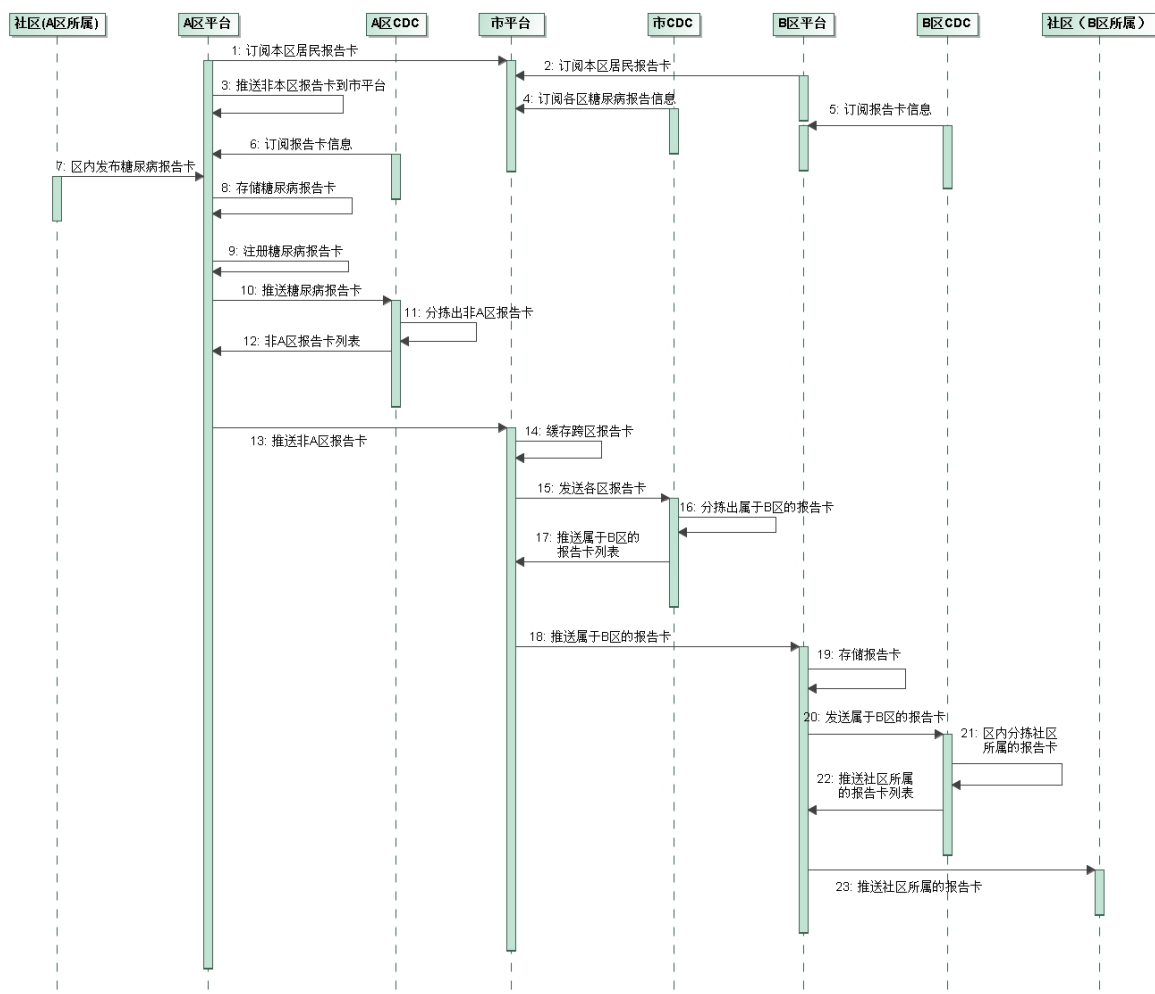 社区(A区所属)
A区平台
A区CDC
市平台
市CDC
B区平台
B区CDC
社区（B区所属）
1: 订阅本区居民报告卡
2: 订阅本区居民报告卡
3: 推送非本区报告卡到市平台
4: 订阅各区糖尿病报告信息
5: 订阅报告卡信息
6: 订阅报告卡信息
7: 区内发布糖尿病报告卡
8: 存储糖尿病报告卡
9: 注册糖尿病报告卡
10: 推送糖尿病报告卡
11: 分拣出非A区报告卡
12: 非A区报告卡列表
13: 推送非A区报告卡
14: 缓存跨区报告卡
15: 发送各区报告卡
16: 分拣出属于B区的报告卡
17: 推送属于B区的
报告卡列表
18: 推送属于B区的报告卡
19: 存储报告卡
20: 发送属于B区的报告卡
21: 区内分拣社区
所属的报告卡
22: 推送社区所属
的报告卡列表
23: 推送社区所属的报告卡